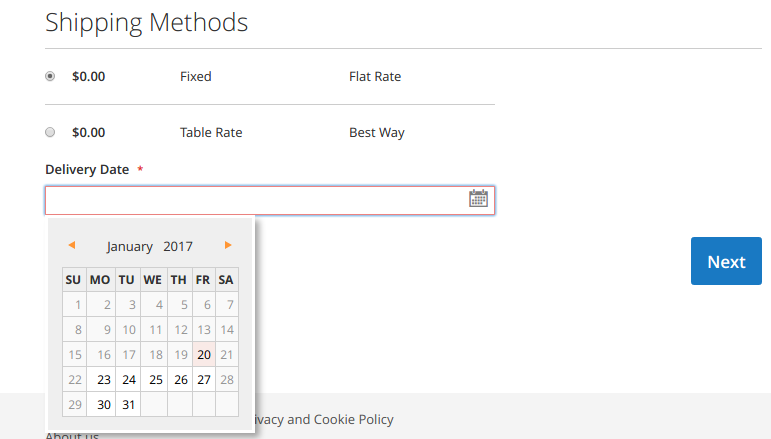 Shipping Methods
$0.00 Fixed Flat Rate
$0.00 Table Rate Best Way
Delivery Date *
January 2017
SU MO TU WE TH FR SA
1 2 3 4 5 6 7
8 9 10 11 12 13 14
15 16 17 18 19 20 21
22 23 24 25 26 27 28
29 30 31
Next
ivacy and Cookie Policy
About us